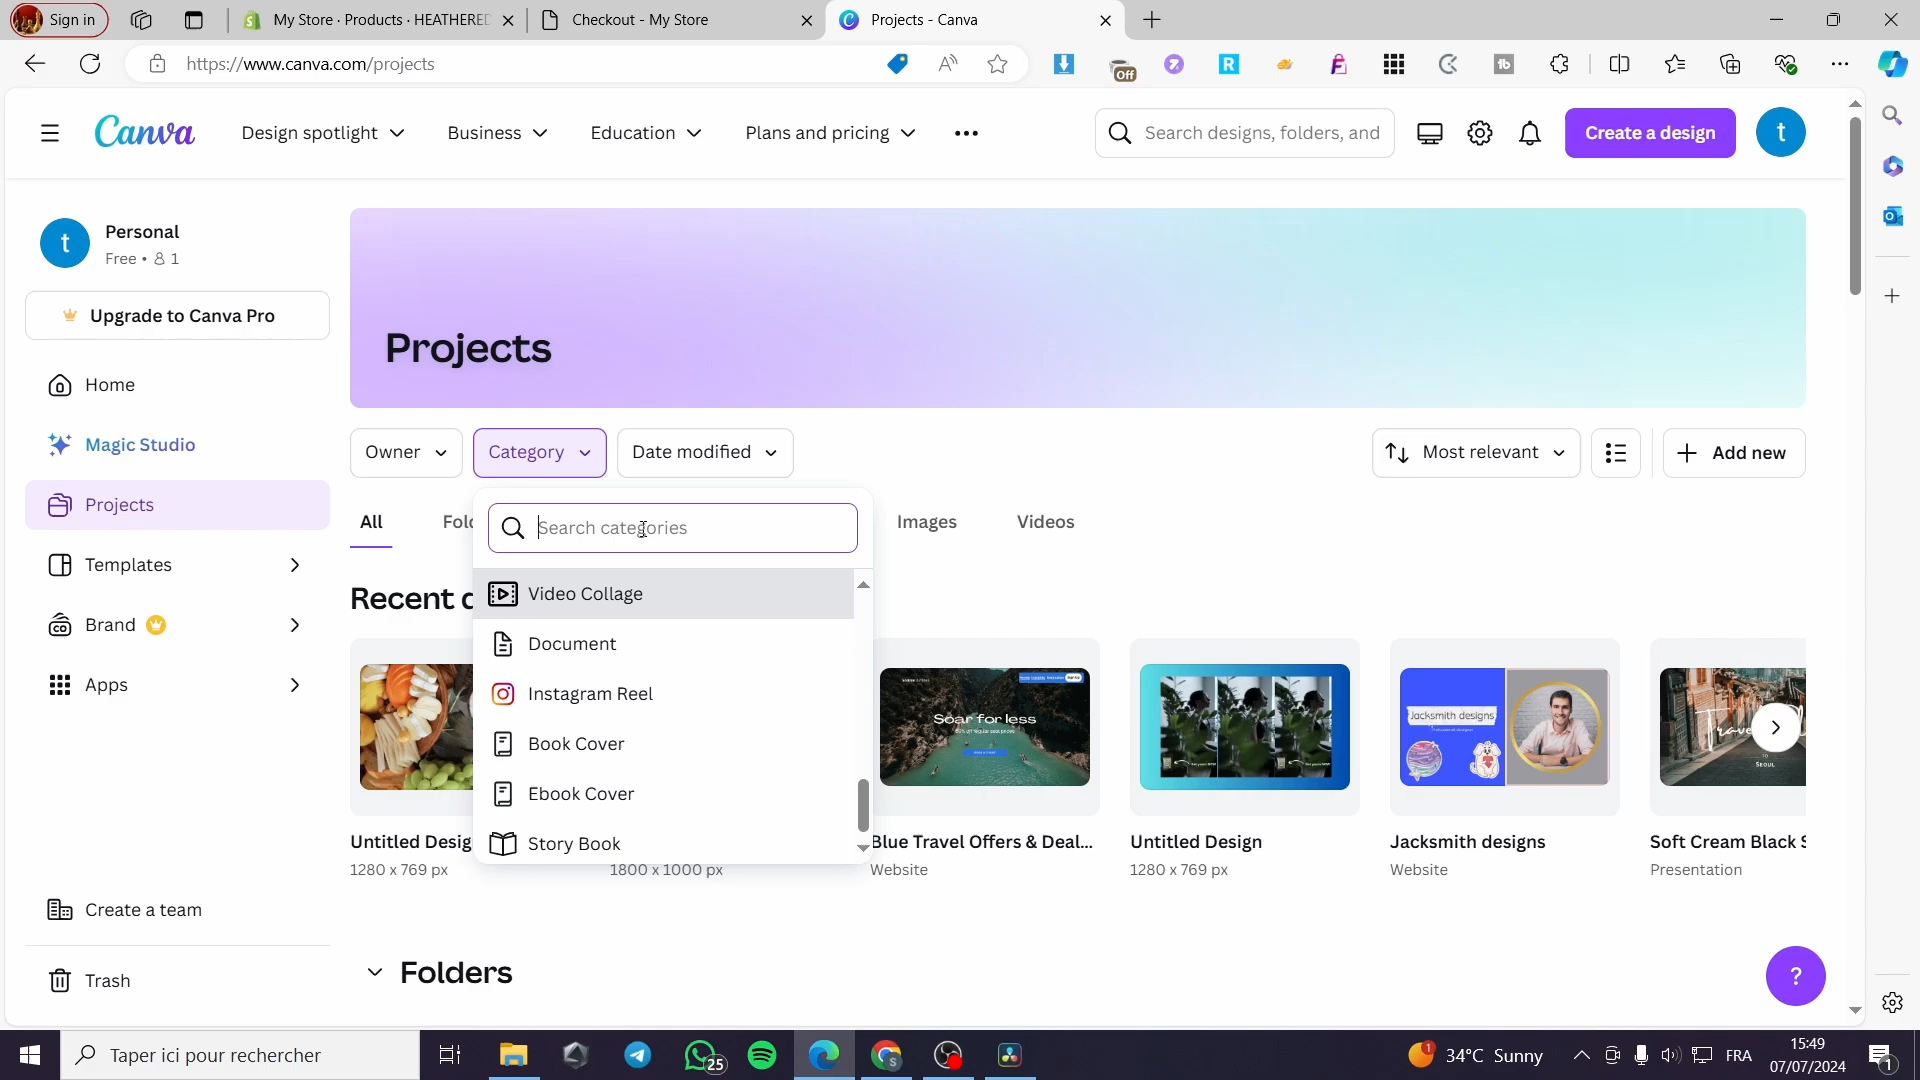 Sign in
My Store · Products · HEATHERED
Checkout - My Store
Projects - Canva
https://www.canva.com/projects
Off
Canva
Design spotlight
Business
Education
Plans and pricing
Search designs, folders, and
Create a design
t
t
Personal
Free • 1
Upgrade to Canva Pro
Home
Magic Studio
Projects
Templates
Brand
Apps
Create a team
Trash
Projects
Owner
Category
Date modified
Most relevant
Add new
All
Images
Videos
Search categories
Video Collage
Document
Instagram Reel
Book Cover
Ebook Cover
Story Book
Soar for less
Jacksmith designs
SEOUL
Untitled Desig
1280 x 769 px
1800 x 1000 px
Blue Travel Offers & Deal...
Website
Untitled Design
1280 x 769 px
Jacksmith designs
Website
Soft Cream Black S
Presentation
Folders
?
Taper ici pour rechercher
25
34°C Sunny
FRA
15:49
07/07/2024
1